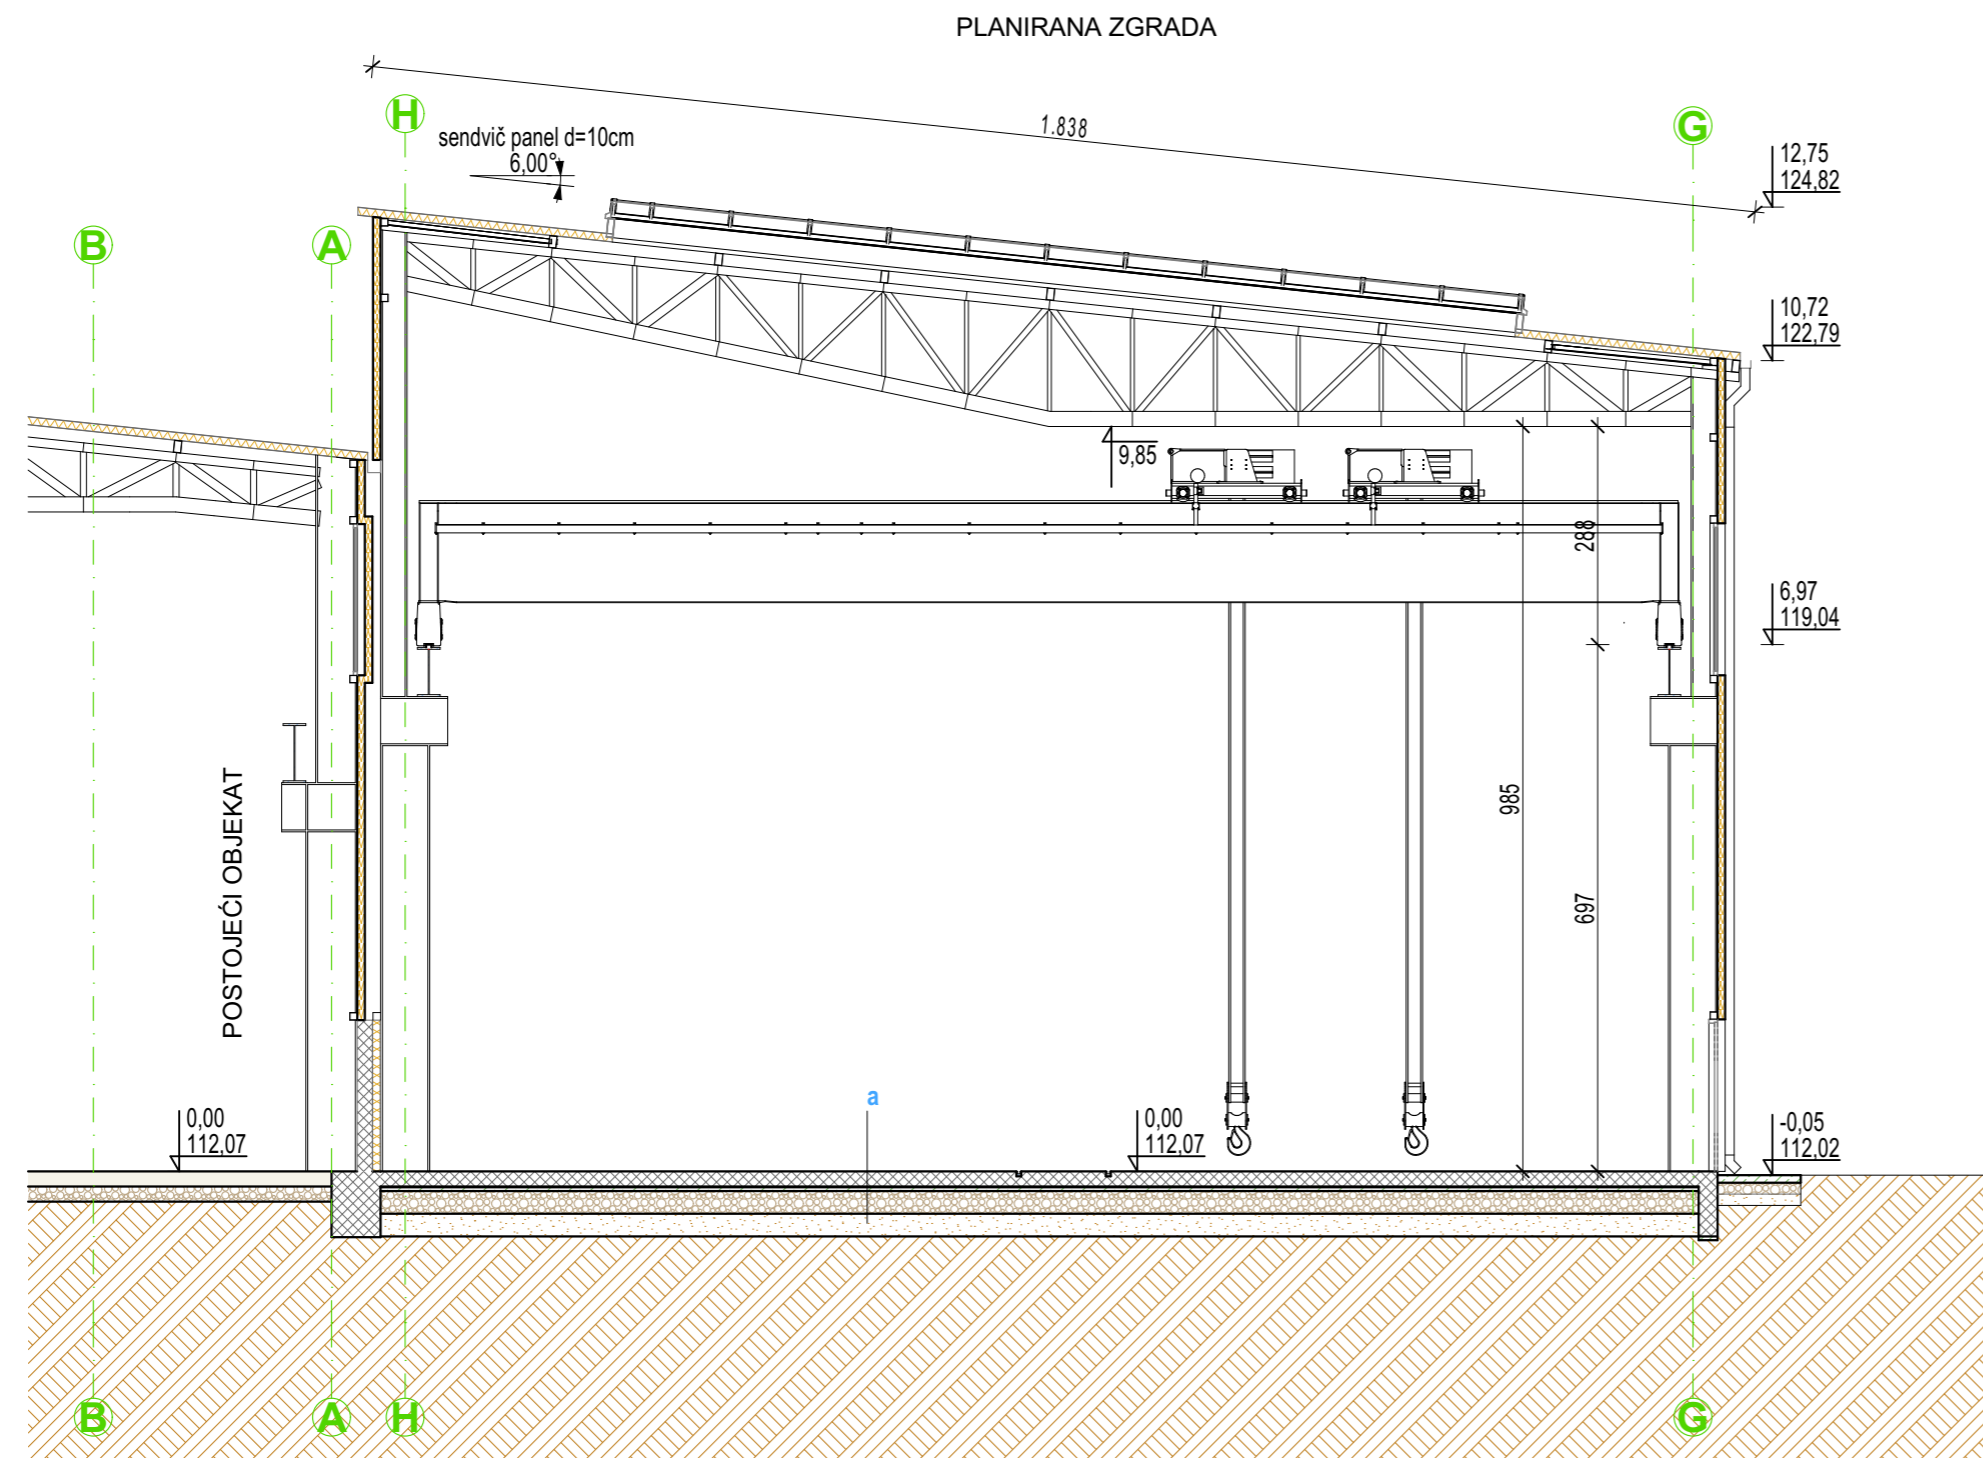 PLANIRANA ZGRADA
H
G
1.838
sendvič panel d=10cm
6,00°
12,75
124,82
B
A
10,72
122,79
9,85
288
6,97
119,04
985
697
POSTOJEĆI OBJEKAT
a
0,00
112,07
0,00
112,07
-0,05
112,02
B
A
H
G